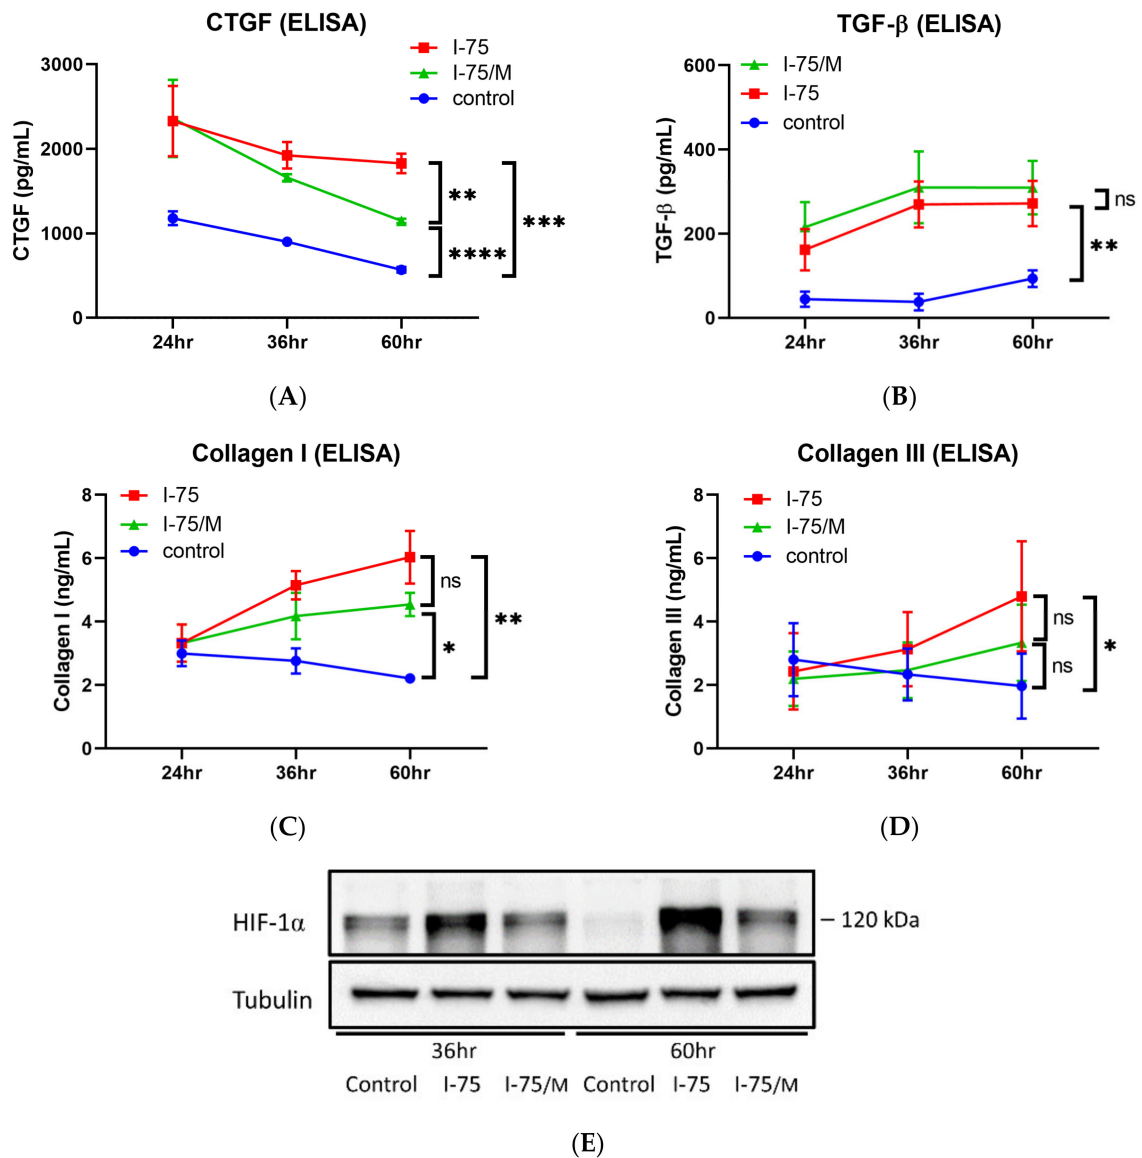 CTGF (ELISA)
I-75
I-75/M
control
CTGF (pg/mL)
3000
2000
1000
0
24hr 36hr 60hr
**
****
***
(A)
TGF-β (ELISA)
I-75/M
I-75
control
TGF-β (pg/mL)
600
400
200
0
24hr 36hr 60hr
ns
**
(B)
Collagen I (ELISA)
I-75
I-75/M
control
Collagen I (ng/mL)
8
6
4
2
0
24hr 36hr 60hr
ns
*
**
(C)
Collagen III (ELISA)
I-75
I-75/M
control
Collagen III (ng/mL)
8
6
4
2
0
24hr 36hr 60hr
ns
ns
*
(D)
HIF-1α
– 120 kDa
Tubulin
36hr 60hr
Control I-75 I-75/M Control I-75 I-75/M
(E)